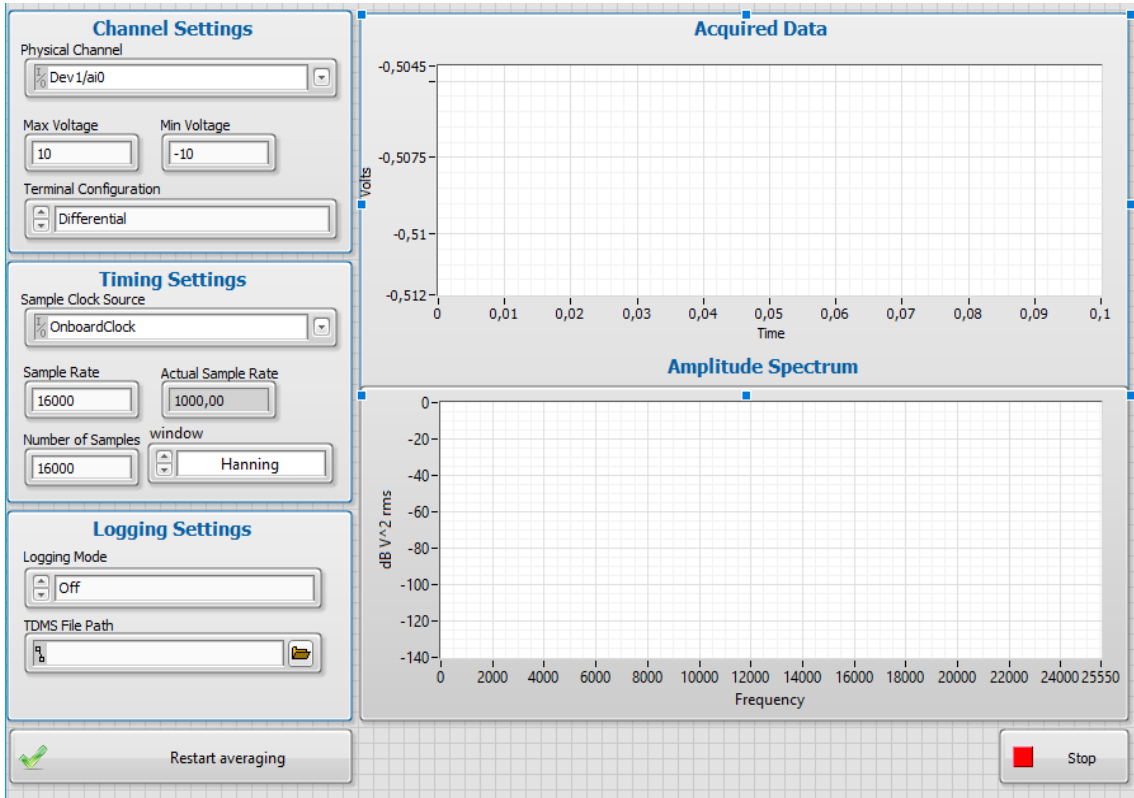 Channel Settings
Physical Channel
I/O Dev1/ai0
Max Voltage Min Voltage
10 -10
Terminal Configuration
Differential
Timing Settings
Sample Clock Source
I/O OnboardClock
Sample Rate Actual Sample Rate
16000 1000,00
Number of Samples window
16000 Hanning
Logging Settings
Logging Mode
Off
TDMS File Path
Restart averaging
Acquired Data
-0,5045
-0,5075
-0,51
-0,512
Volts
0 0,01 0,02 0,03 0,04 0,05 0,06 0,07 0,08 0,09 0,1
Time
Amplitude Spectrum
0
-20
-40
-60
-80
-100
-120
-140
dB V^2 rms
0 2000 4000 6000 8000 10000 12000 14000 16000 18000 20000 22000 24000 25550
Frequency
Stop